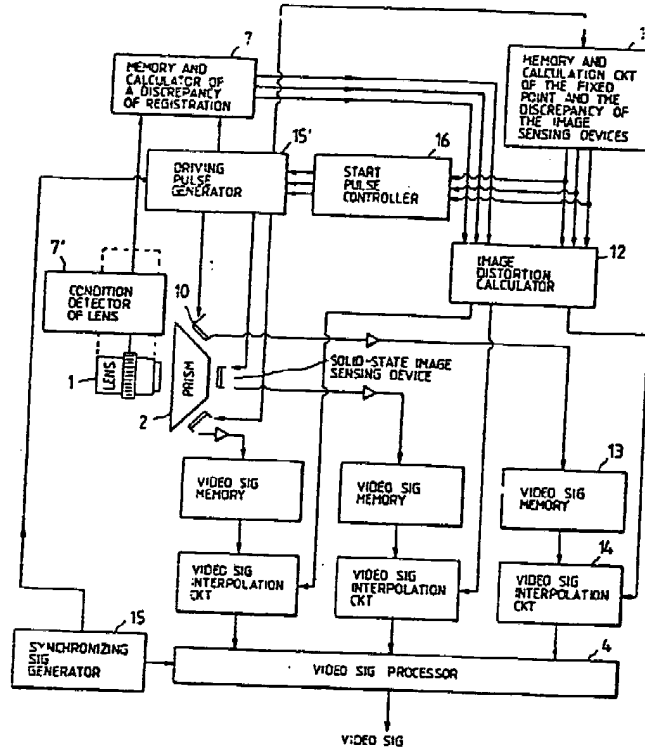 7
MEMORY AND
CALCULATOR OF
A DISCREPANCY
OF REGISTRATION
MEMORY AND
CALCULATION CKT
OF THE FIXED
POINT AND THE
DISCREPANCY OF
THE IMAGE
SENSING DEVICES
15'
DRIVING
PULSE
GENERATOR
16
START
PULSE
CONTROLLER
12
IMAGE
DISTORTION
CALCULATOR
7'
CONDITION
DETECTOR
OF LENS
10
1
LENS
PRISM
2
SOLID-STATE IMAGE
SENSING DEVICE
VIDEO SIG
MEMORY
VIDEO SIG
MEMORY
13
VIDEO SIG
MEMORY
VIDEO SIG
INTERPOLATION
CKT
VIDEO SIG
INTERPOLATION
CKT
14
VIDEO SIG
INTERPOLATION
CKT
15
SYNCHRONIZING
SIG
GENERATOR
4
VIDEO SIG PROCESSOR
VIDEO SIG